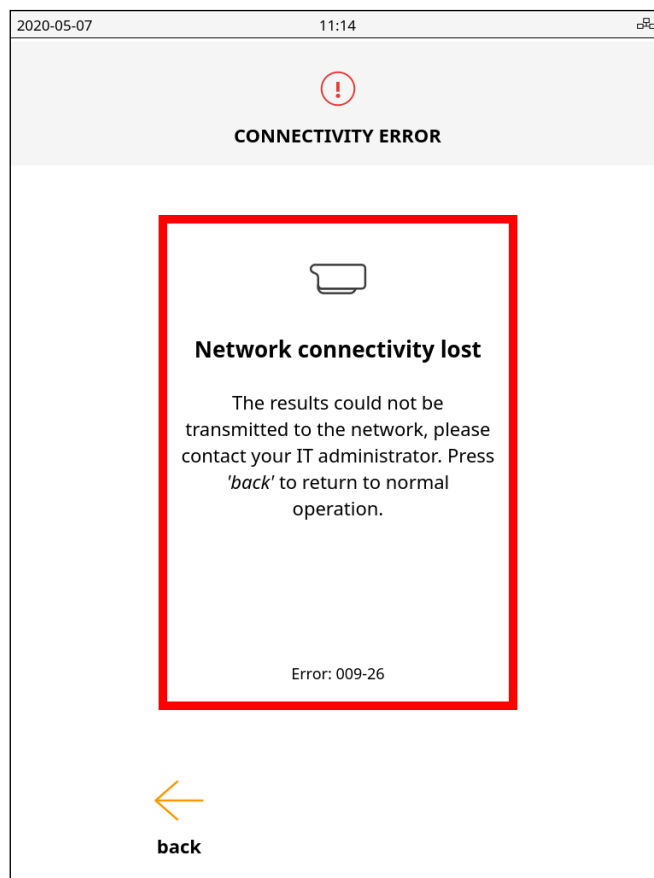 2020-05-07 11:14
CONNECTIVITY ERROR
Network connectivity lost
The results could not be
transmitted to the network, please
contact your IT administrator. Press
'back' to return to normal
operation.
Error: 009-26
back